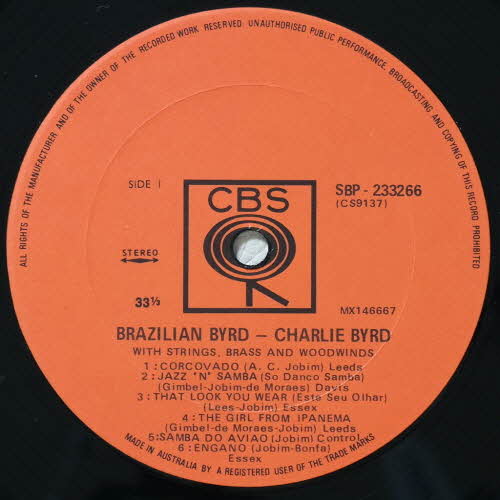 ALL RIGHTS OF THE MANUFACTURER AND OF THE OWNER OF THE RECORDED WORK RESERVED. UNAUTHORISED PUBLIC PERFORMANCE, BROADCASTING AND COPYING OF THIS RECORD PROHIBITED
SIDE I
CBS
SBP - 233266
(CS9137)
STEREO
33⅓
MX146667
BRAZILIAN BYRD - CHARLIE BYRD
WITH STRINGS, BRASS AND WOODWINDS
1 : CORCOVADO (A. C. Jobim) Leeds
2 : JAZZ "N" SAMBA (So Danco Samba)
(Gimbel-Jobim-de Moraes) Davis
3 : THAT LOOK YOU WEAR (Este Seu Olhar)
(Lees-Jobim) Essex
4 : THE GIRL FROM IPANEMA
(Gimbel-de Moraes-Jobim) Leeds
5:SAMBA DO AVIAO (Jobim) Control
6 : ENGANO (Jobim-Bonfa)
Essex
MADE IN AUSTRALIA BY A REGISTERED USER OF THE TRADE MARKS